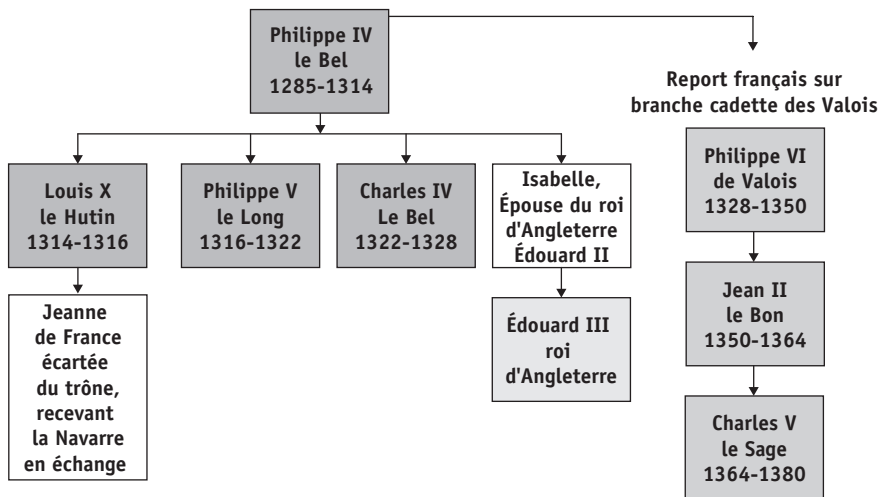 Philippe IV
le Bel
1285-1314
Report français sur
branche cadette des Valois
Louis X
le Hutin
1314-1316
Philippe V
le Long
1316-1322
Charles IV
Le Bel
1322-1328
Isabelle,
Épouse du roi
d'Angleterre
Édouard II
Philippe VI
de Valois
1328-1350
Jeanne
de France
écartée
du trône,
recevant
la Navarre
en échange
Édouard III
roi
d'Angleterre
Jean II
le Bon
1350-1364
Charles V
le Sage
1364-1380